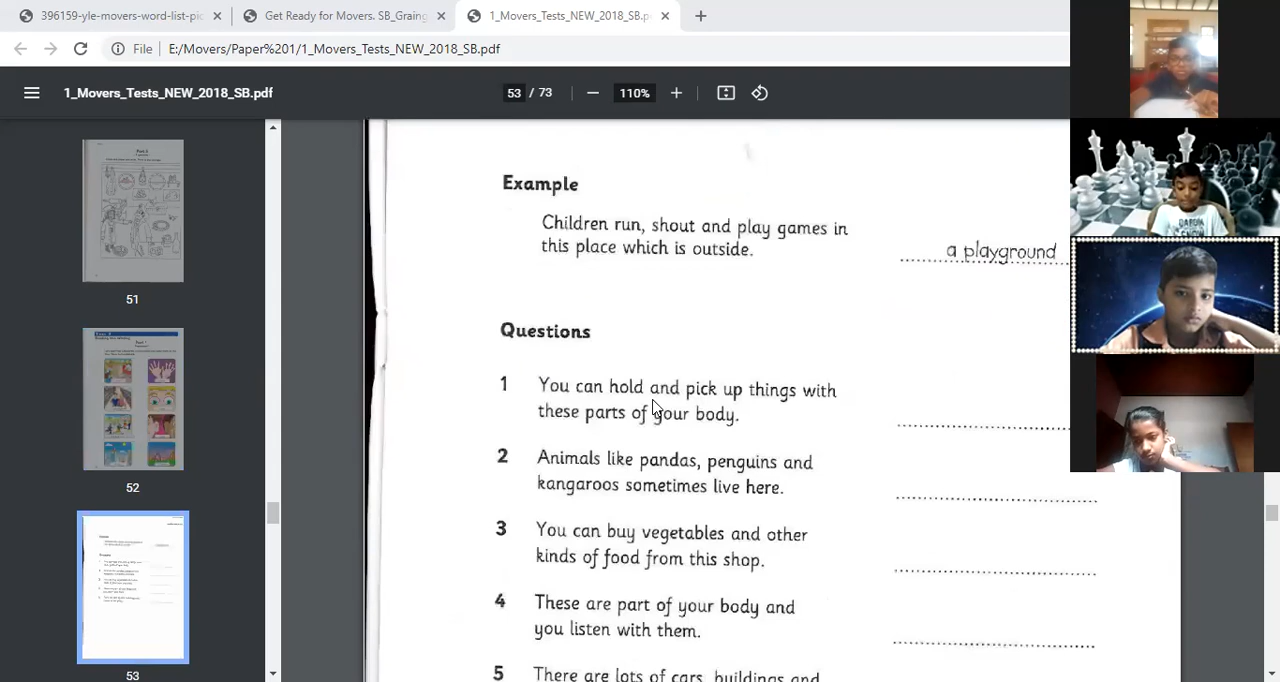 396159-yle-movers-word-list-pic
Get Ready for Movers. SB_Graing
1_Movers_Tests_NEW_2018_SB.p
File
E:/Movers/Paper%201/1_Movers_Tests_NEW_2018_SB.pdf
1_Movers_Tests_NEW_2018_SB.pdf
53 / 73
110%
51
52
53
Example
Children run, shout and play games in
this place which is outside.
a playground
Questions
1 You can hold and pick up things with
these parts of your body.
2 Animals like pandas, penguins and
kangaroos sometimes live here.
3 You can buy vegetables and other
kinds of food from this shop.
4 These are part of your body and
you listen with them.
5 There are lots of cars, buildings and